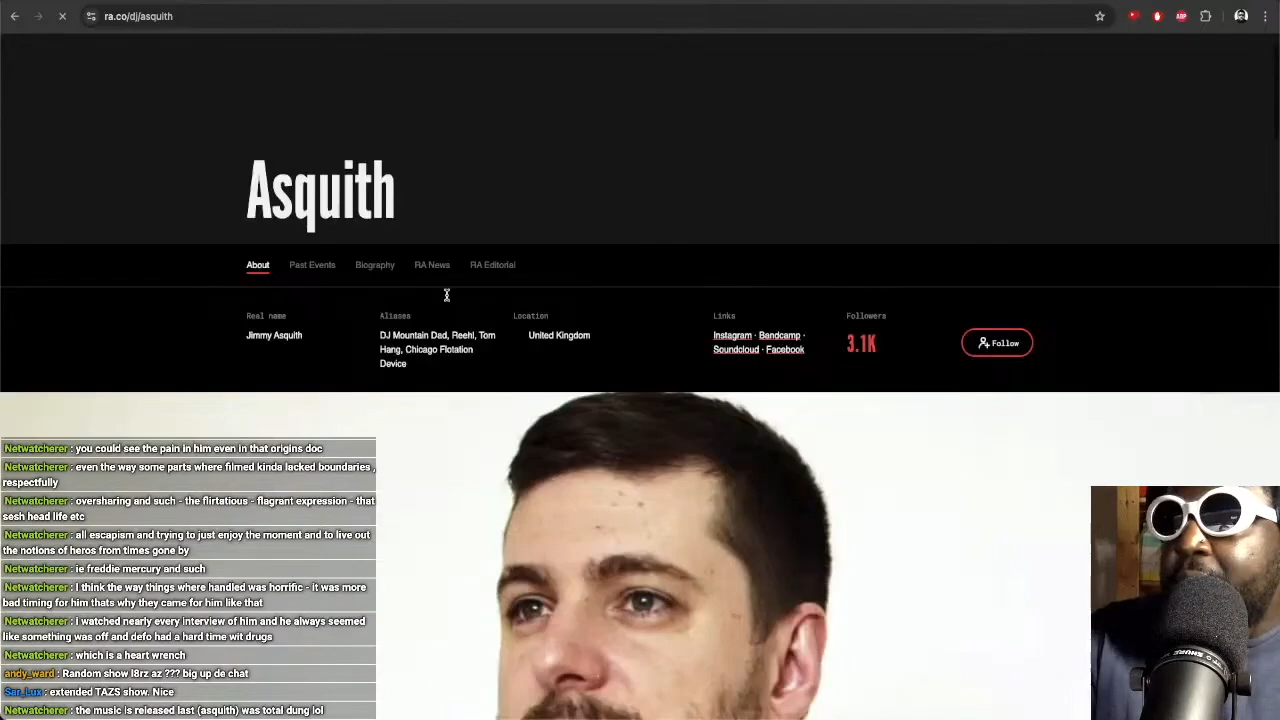 ra.co/dj/asquith
ABP
Asquith
About Past Events Biography RA News RA Editorial
Real name Aliases Location Links Followers
Jimmy Asquith DJ Mountain Dad, Reehl, Tom United Kingdom Instagram · Bandcamp · 3.1K Follow
Hang, Chicago Flotation Soundcloud · Facebook
Device
Netwatcherer : you could see the pain in him even in that origins doc
Netwatcherer : even the way some parts where filmed kinda lacked boundaries ,
respectfully
Netwatcherer : oversharing and such - the flirtatious - flagrant expression - that
sesh head life etc
Netwatcherer : all escapism and trying to just enjoy the moment and to live out
the notions of heros from times gone by
Netwatcherer : ie freddie mercury and such
Netwatcherer : I think the way things where handled was horrific - it was more
bad timing for him thats why they came for him like that
Netwatcherer : I watched nearly every interview of him and he always seemed
like something was off and defo had a hard time wit drugs
Netwatcherer : which is a heart wrench
andy_ward : Random show l8rz az ??? big up de chat
Ser_Lux : extended TAZS show. Nice
Netwatcherer : the music is released last (asquith) was total dung lol
SHURE